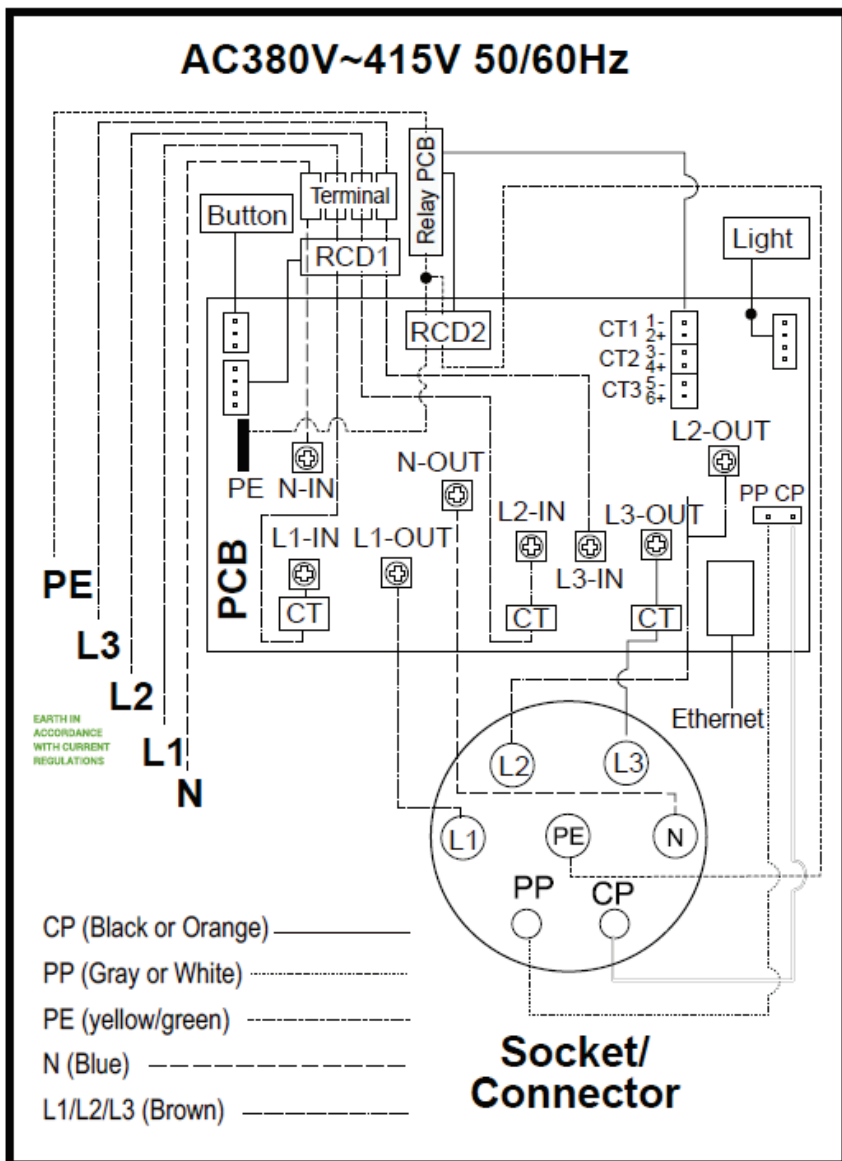 AC380V~415V 50/60Hz
Relay PCB
Terminal
Button
Light
RCD1
RCD2
CT1 1-
2+
CT2 3-
4+
CT3 5-
6+
L2-OUT
N-OUT
PE N-IN
PP CP
L1-IN L1-OUT
L2-IN
L3-OUT
L3-IN
PCB
CT
CT
CT
PE
L3
L2
L1
N
EARTH IN
ACCORDANCE
WITH CURRENT
REGULATIONS
Ethernet
L2
L3
L1
PE
N
PP
CP
CP (Black or Orange)
PP (Gray or White)
PE (yellow/green)
N (Blue)
L1/L2/L3 (Brown)
Socket/
Connector